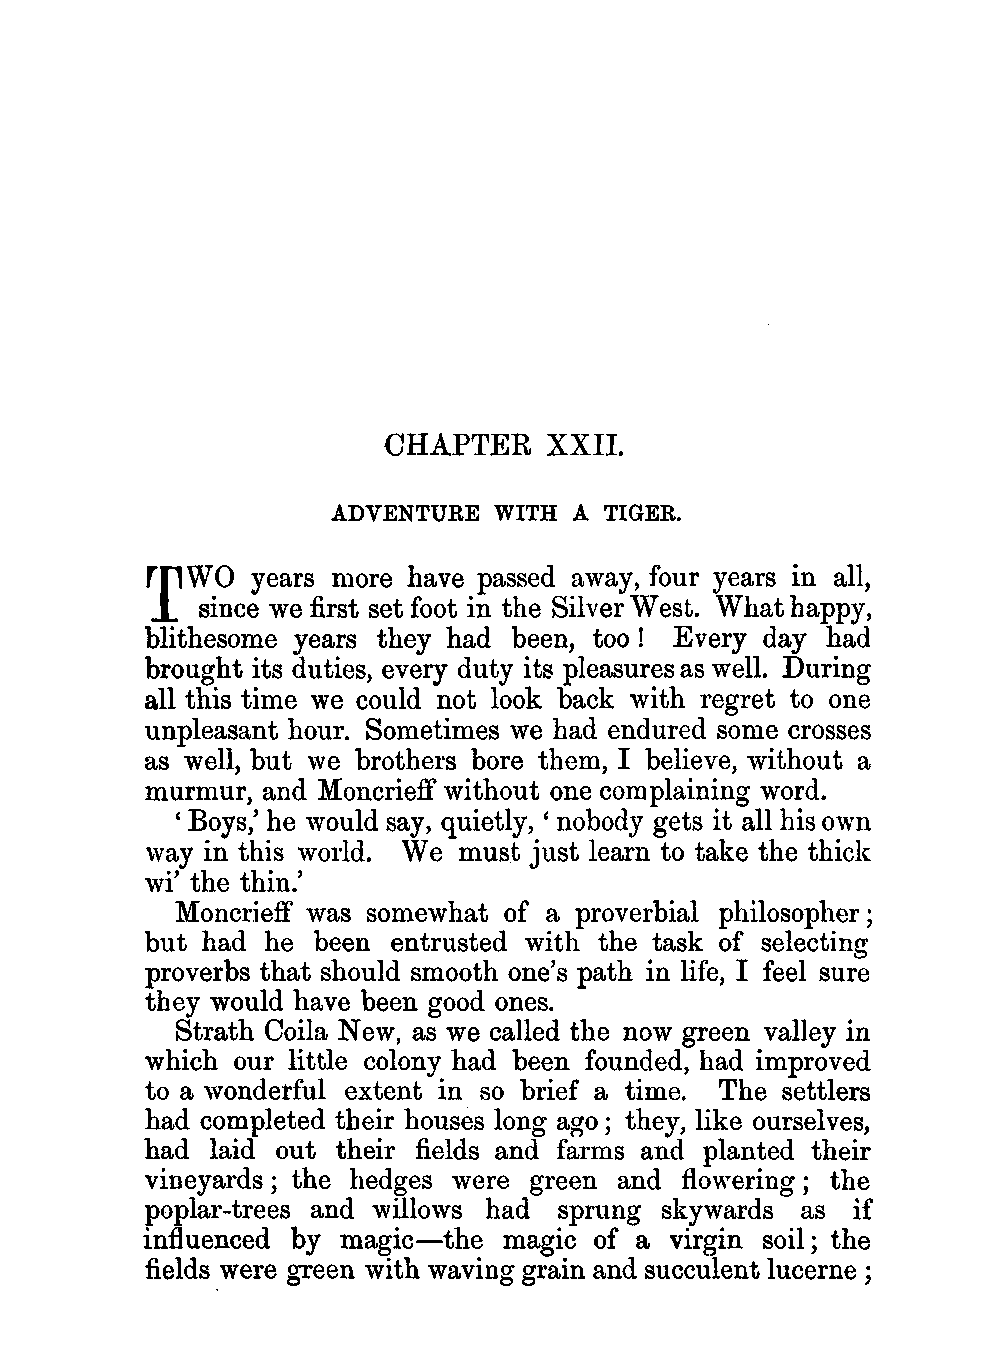 CHAPTER XXII.
ADVENTURE WITH A TIGER.
TWO years more have passed away, four years in all,
since we first set foot in the Silver West. What happy,
blithesome years they had been, too! Every day had
brought its duties, every duty its pleasures as well. During
all this time we could not look back with regret to one
unpleasant hour. Sometimes we had endured some crosses
as well, but we brothers bore them, I believe, without a
murmur, and Moncrieff without one complaining word.
‘Boys,’ he would say, quietly, ‘nobody gets it all his own
way in this world. We must just learn to take the thick
wi’ the thin.’
Moncrieff was somewhat of a proverbial philosopher;
but had he been entrusted with the task of selecting
proverbs that should smooth one’s path in life, I feel sure
they would have been good ones.
Strath Coila New, as we called the now green valley in
which our little colony had been founded, had improved
to a wonderful extent in so brief a time. The settlers
had completed their houses long ago; they, like ourselves,
had laid out their fields and farms and planted their
vineyards; the hedges were green and flowering; the
poplar-trees and willows had sprung skywards as if
influenced by magic—the magic of a virgin soil; the
fields were green with waving grain and succulent lucerne;